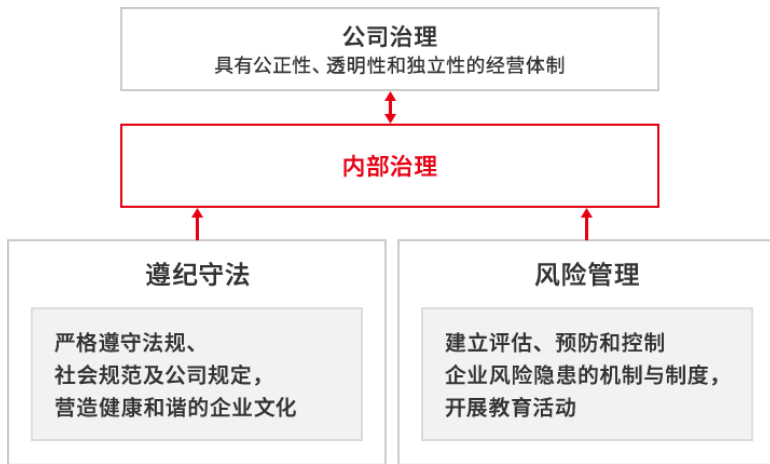 公司治理
具有公正性、透明性和独立性的经营体制
内部治理
遵纪守法
严格遵守法规、
社会规范及公司规定，
营造健康和谐的企业文化
风险管理
建立评估、预防和控制
企业风险隐患的机制与制度，
开展教育活动